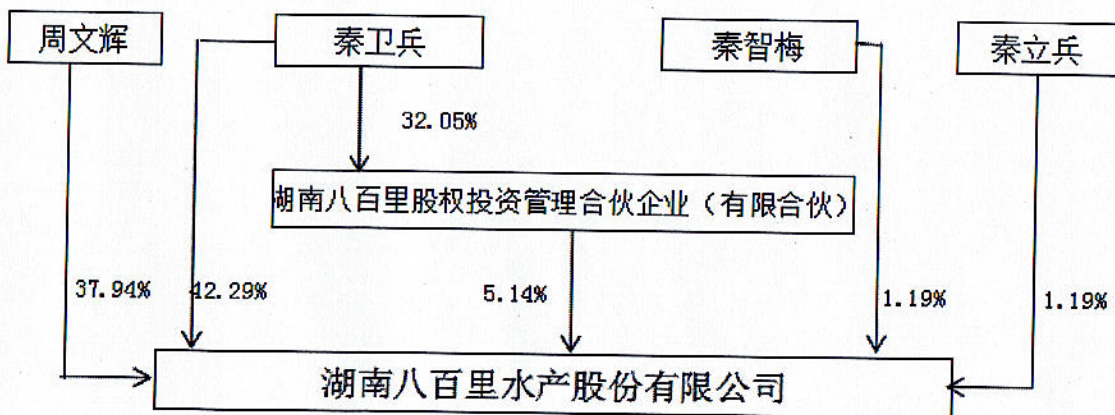 周文辉
秦卫兵
秦智梅
秦立兵
32.05%
湖南八百里股权投资管理合伙企业（有限合伙）
37.94%
42.29%
5.14%
1.19%
1.19%
湖南八百里水产股份有限公司